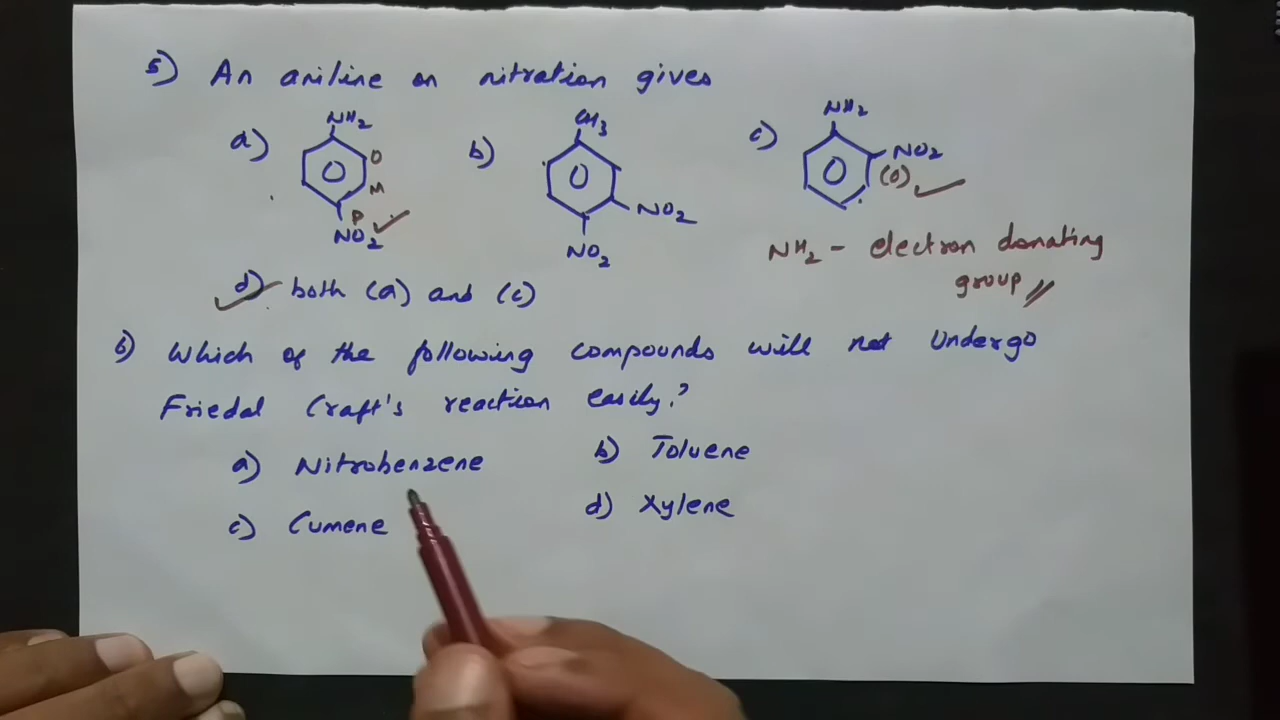 5) An aniline on nitration gives
a) NH2 O M P NO2
b) CH3 NO2 NO2
c) NH2 NO2 (O)
NH2 - electron donating
group
d) both (a) and (c)
6) Which of the following compounds will not Undergo
Friedal Craft's reaction easily?
a) Nitrobenzene b) Toluene
c) Cumene d) Xylene